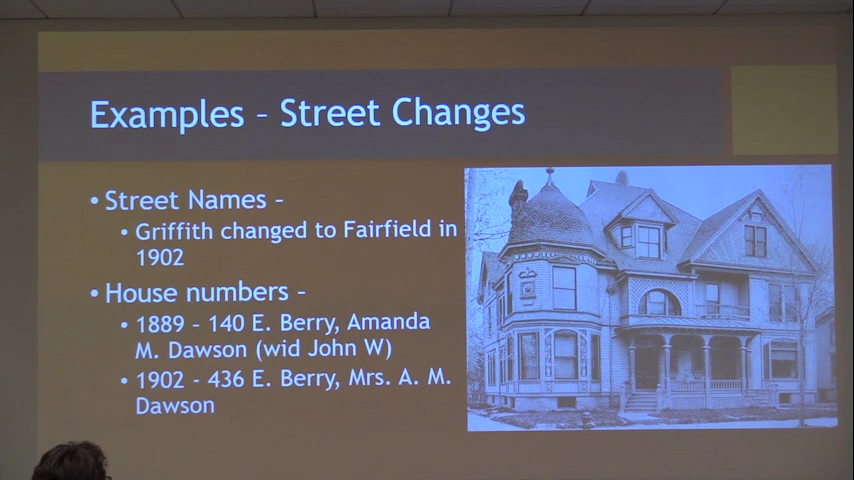 Examples – Street Changes
• Street Names –
• Griffith changed to Fairfield in
1902
• House numbers –
• 1889 – 140 E. Berry, Amanda
M. Dawson (wid John W)
• 1902 - 436 E. Berry, Mrs. A. M.
Dawson